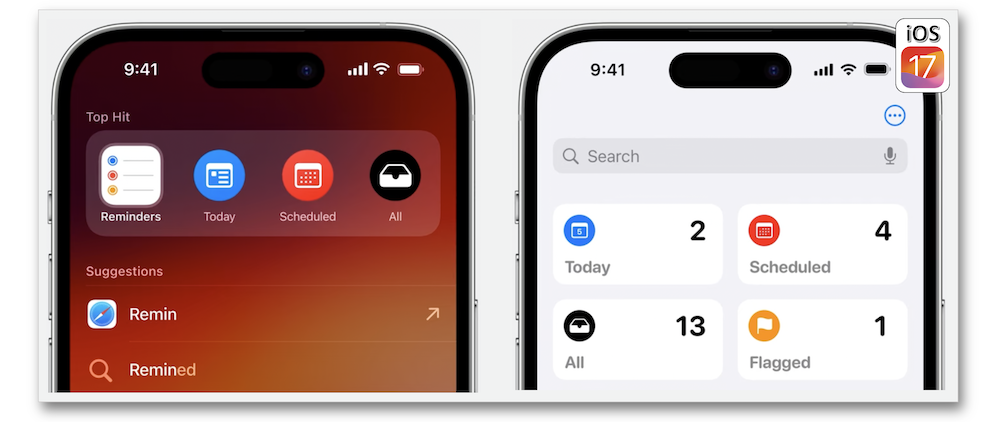 9:41
Top Hit
Reminders Today Scheduled All
Suggestions
Remin
Remined
9:41
Search
5 2
Today
4
Scheduled
13
All
1
Flagged
iOS
17